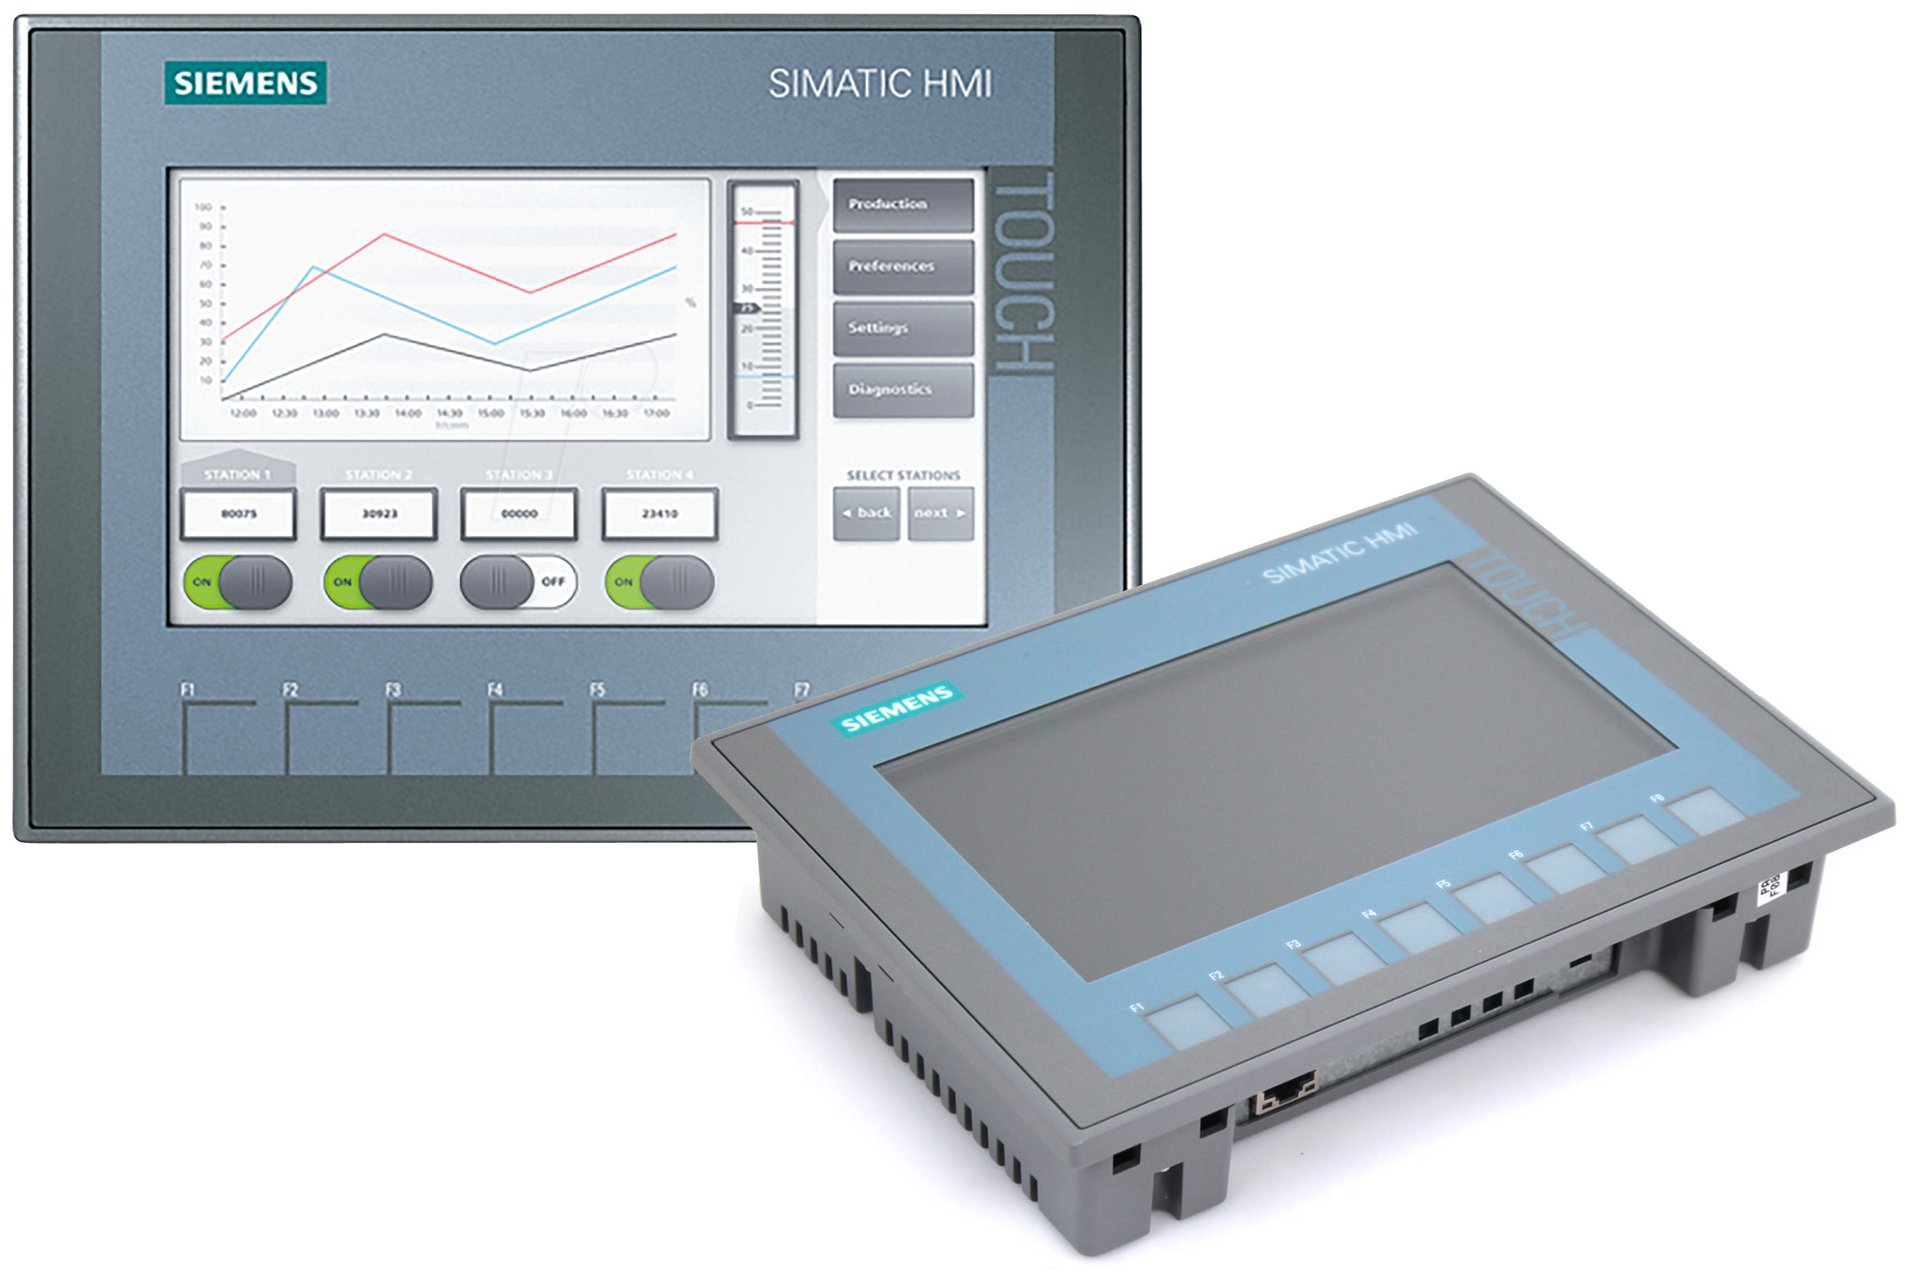 SIEMENS
SIMATIC HMI
TOUCH
100
90
80
70
60
50
40
30
20
10
12:00 12:30 13:00 13:30 14:00 14:30 15:00 15:30 16:00 16:30 17:00
%
50
40
30
25
20
10
0
Production
Preferences
Settings
Diagnostics
STATION 1 STATION 2 STATION 3 STATION 4
80075 30923 00000 23410
ON ON OFF ON
SELECT STATIONS
back next
F1 F2 F3 F4 F5 F6 F7
SIEMENS
SIMATIC HMI
TOUCH
F1 F2 F3 F4 F5 F6 F7 F8